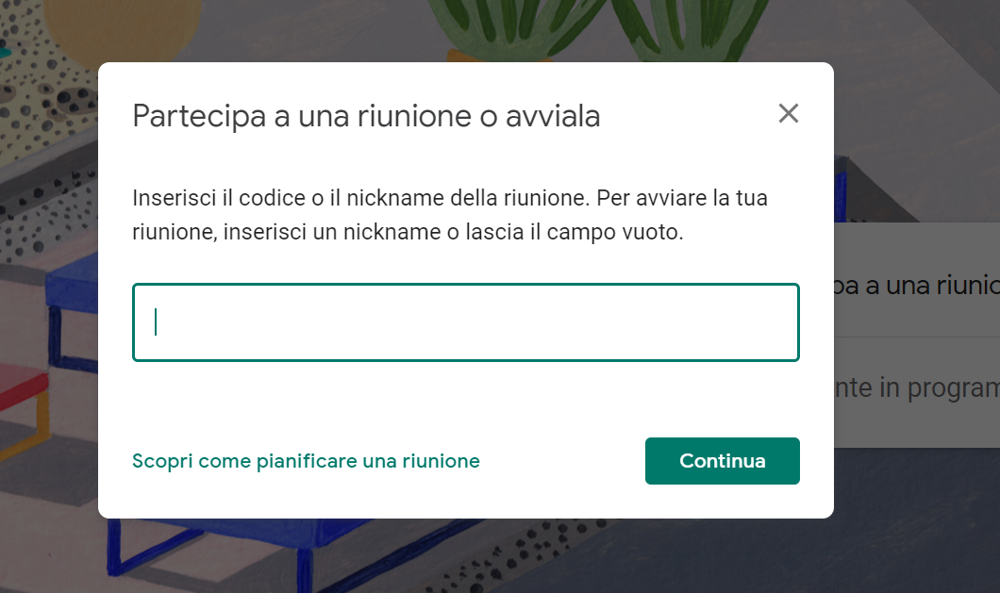 Partecipa a una riunione o avviala
Inserisci il codice o il nickname della riunione. Per avviare la tua
riunione, inserisci un nickname o lascia il campo vuoto.
pa a una riunio
nte in program
Scopri come pianificare una riunione
Continua